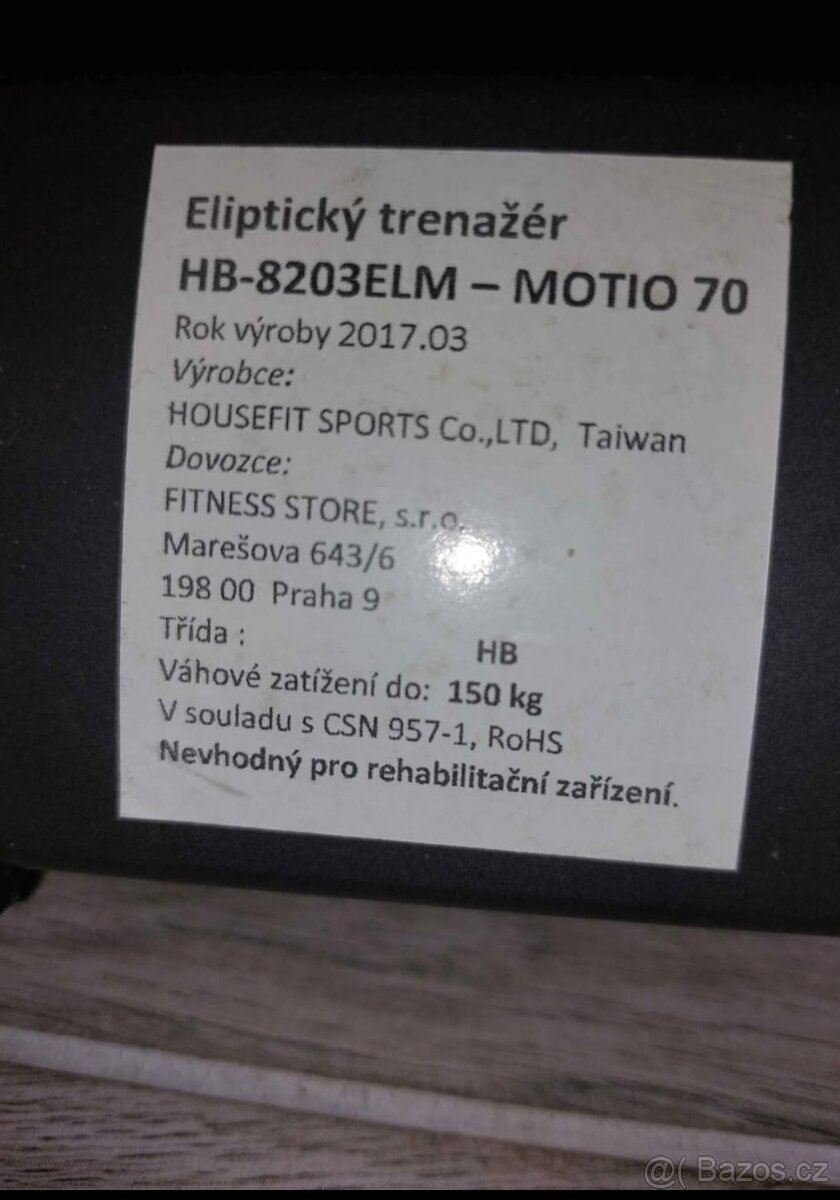 Eliptický trenažér
HB-8203ELM – MOTIO 70
Rok výroby 2017.03
Výrobce:
HOUSEFIT SPORTS Co.,LTD, Taiwan
Dovozce:
FITNESS STORE, s.r.o.
Marešova 643/6
198 00 Praha 9
Třída : HB
Váhové zatížení do: 150 kg
V souladu s CSN 957-1, RoHS
Nevhodný pro rehabilitační zařízení.
@( Bazos.cz